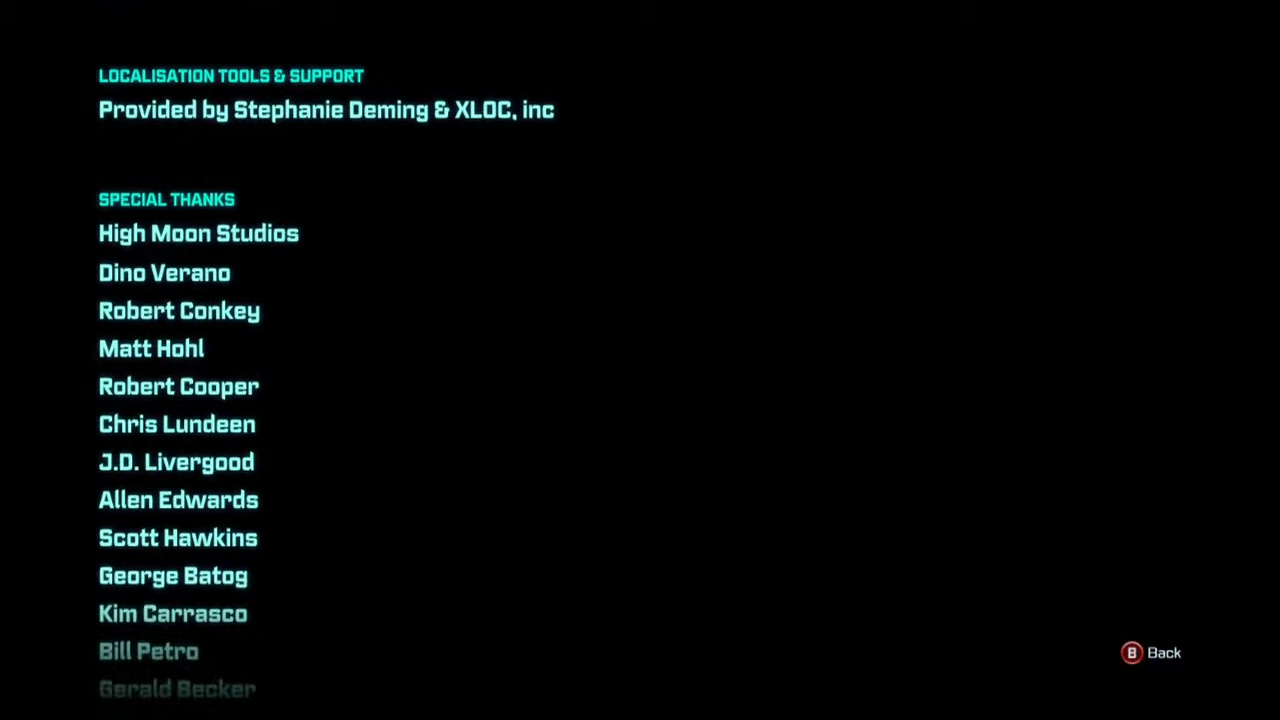 LOCALISATION TOOLS & SUPPORT
Provided by Stephanie Deming & XLOC, inc
SPECIAL THANKS
High Moon Studios
Dino Verano
Robert Conkey
Matt Hohl
Robert Cooper
Chris Lundeen
J.D. Livergood
Allen Edwards
Scott Hawkins
George Batog
Kim Carrasco
Bill Petro
Gerald Becker
B Back